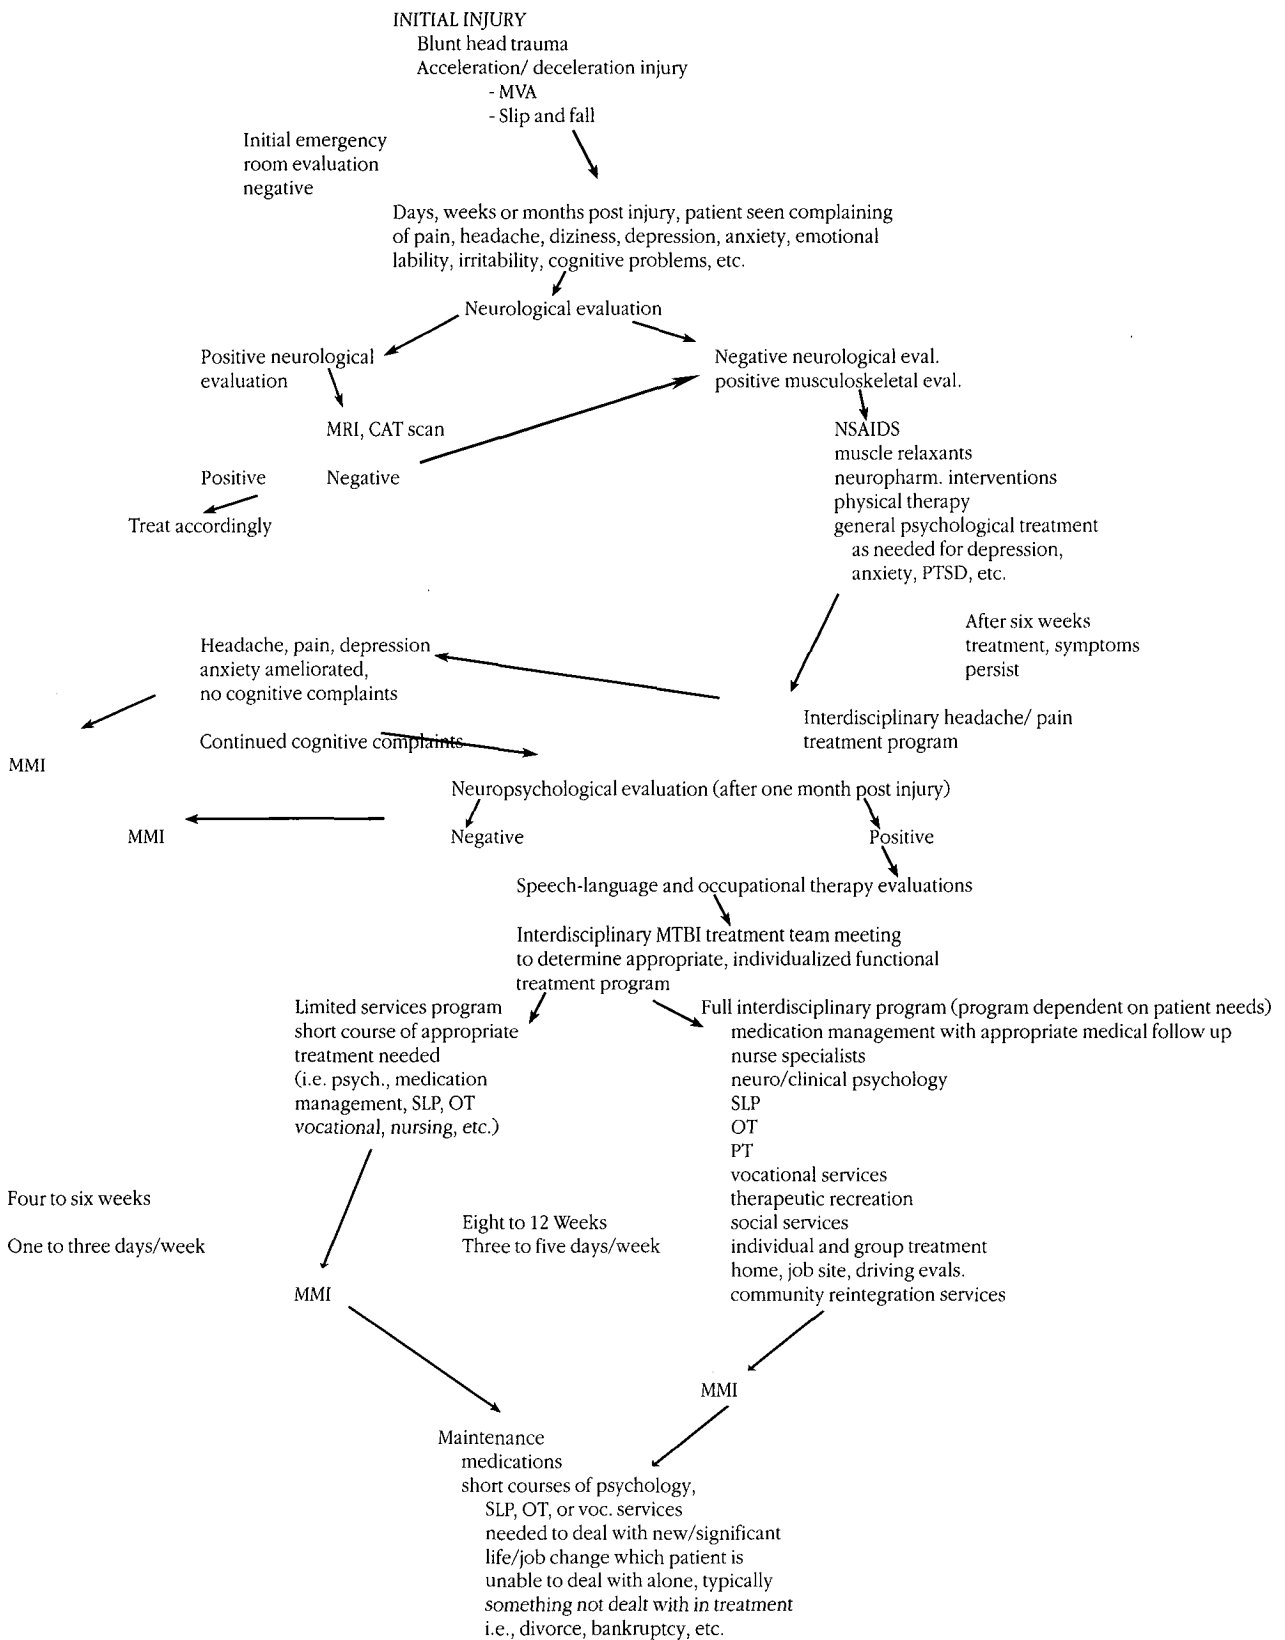 INITIAL INJURY
Blunt head trauma
Acceleration/ deceleration injury
- MVA
- Slip and fall
Initial emergency
room evaluation
negative
Days, weeks or months post injury, patient seen complaining
of pain, headache, diziness, depression, anxiety, emotional
lability, irritability, cognitive problems, etc.
Neurological evaluation
Positive neurological
evaluation
Negative neurological eval.
positive musculoskeletal eval.
MRI, CAT scan
Positive
Negative
Treat accordingly
NSAIDS
muscle relaxants
neuropharm. interventions
physical therapy
general psychological treatment
as needed for depression,
anxiety, PTSD, etc.
After six weeks
treatment, symptoms
persist
Headache, pain, depression
anxiety ameliorated,
no cognitive complaints
Interdisciplinary headache/ pain
treatment program
Continued cognitive complaints
MMI
Neuropsychological evaluation (after one month post injury)
MMI
Negative
Positive
Speech-language and occupational therapy evaluations
Interdisciplinary MTBI treatment team meeting
to determine appropriate, individualized functional
treatment program
Limited services program
short course of appropriate
treatment needed
(i.e. psych., medication
management, SLP, OT
vocational, nursing, etc.)
Full interdisciplinary program (program dependent on patient needs)
medication management with appropriate medical follow up
nurse specialists
neuro/clinical psychology
SLP
OT
PT
vocational services
therapeutic recreation
social services
individual and group treatment
home, job site, driving evals.
community reintegration services
Four to six weeks
One to three days/week
Eight to 12 Weeks
Three to five days/week
MMI
MMI
Maintenance
medications
short courses of psychology,
SLP, OT, or voc. services
needed to deal with new/significant
life/job change which patient is
unable to deal with alone, typically
something not dealt with in treatment
i.e., divorce, bankruptcy, etc.